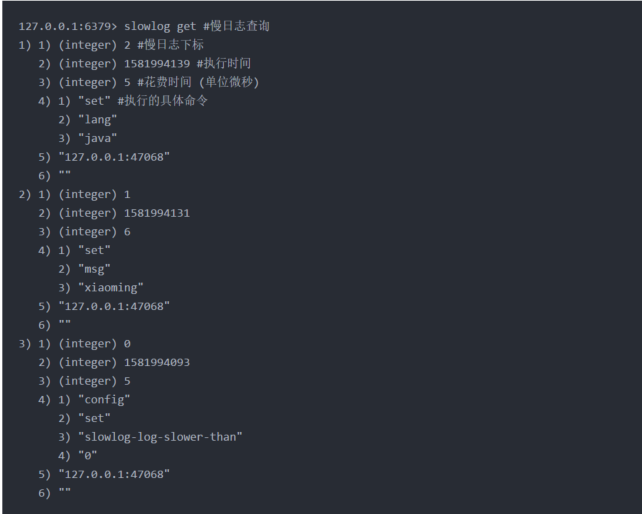 127.0.0.1:6379> slowlog get #慢日志查询
1) 1) (integer) 2 #慢日志下标
2) (integer) 1581994139 #执行时间
3) (integer) 5 #花费时间 (单位微秒)
4) 1) "set" #执行的具体命令
2) "lang"
3) "java"
5) "127.0.0.1:47068"
6) ""
2) 1) (integer) 1
2) (integer) 1581994131
3) (integer) 6
4) 1) "set"
2) "msg"
3) "xiaoming"
5) "127.0.0.1:47068"
6) ""
3) 1) (integer) 0
2) (integer) 1581994093
3) (integer) 5
4) 1) "config"
2) "set"
3) "slowlog-log-slower-than"
4) "0"
5) "127.0.0.1:47068"
6) ""